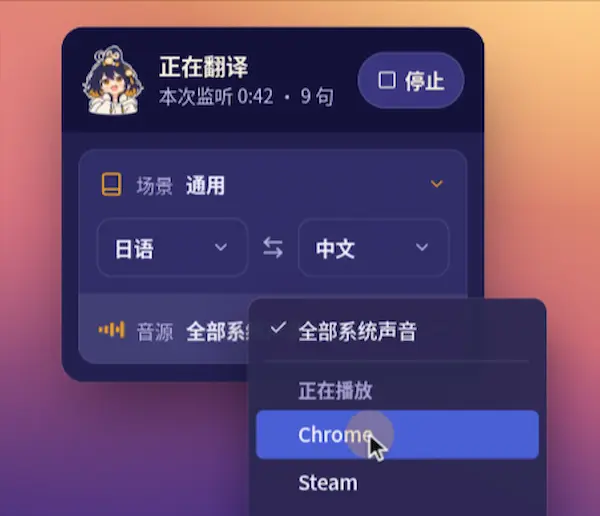 正在翻译
本次监听 0:42 · 9 句
停止
场景 通用
日语
中文
音源 全部系
全部系统声音
正在播放
Chrome
Steam